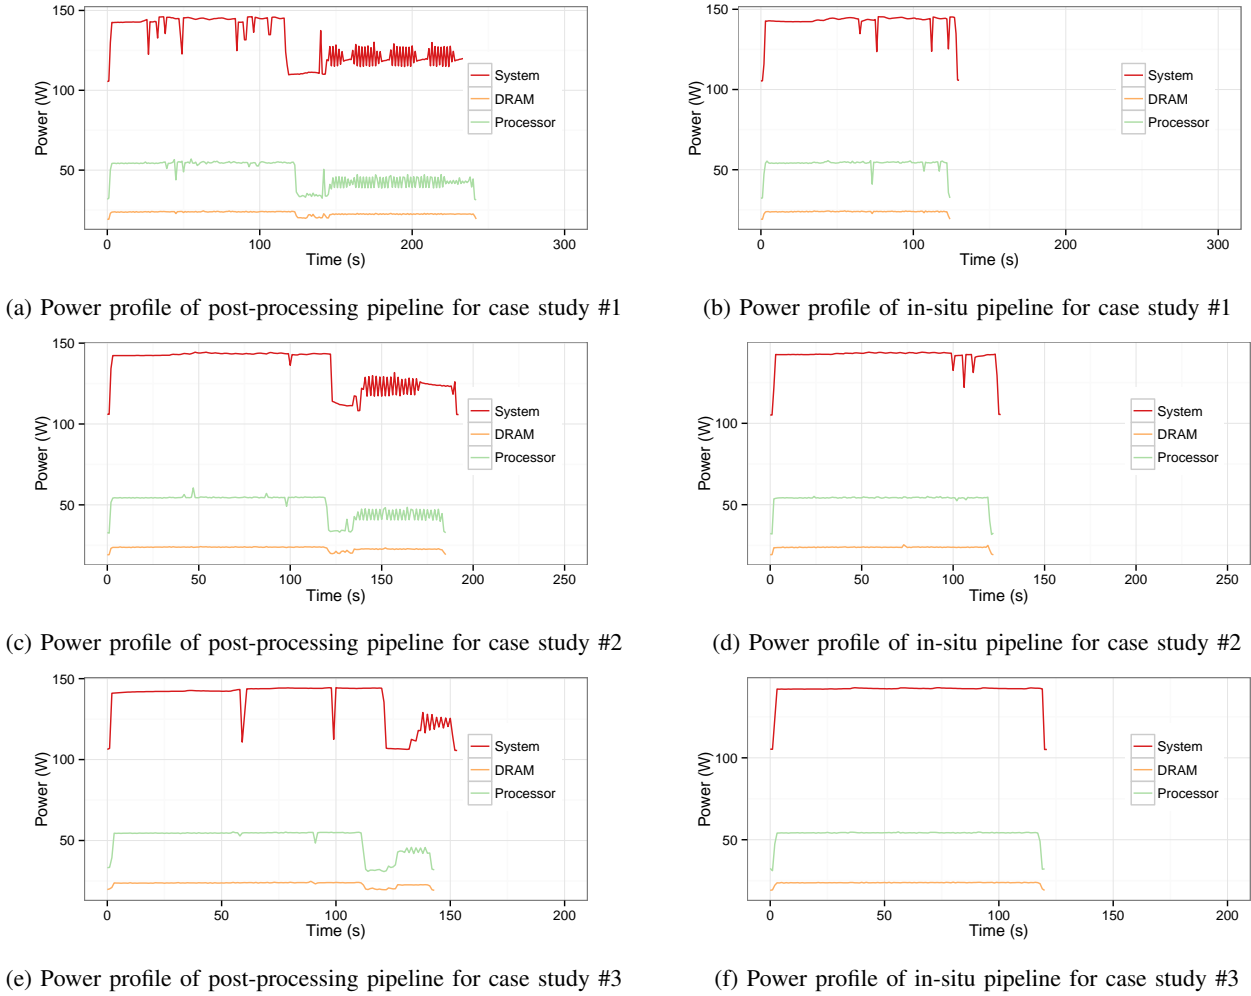 150
100
50
Power (W)
System
DRAM
Processor
0 100 200 300
Time (s)
(a) Power profile of post-processing pipeline for case study #1
150
100
50
Power (W)
System
DRAM
Processor
0 100 200 300
Time (s)
(b) Power profile of in-situ pipeline for case study #1
150
100
50
Power (W)
System
DRAM
Processor
0 50 100 150 200 250
Time (s)
(c) Power profile of post-processing pipeline for case study #2
150
100
50
Power (W)
System
DRAM
Processor
0 50 100 150 200 250
Time (s)
(d) Power profile of in-situ pipeline for case study #2
150
100
50
Power (W)
System
DRAM
Processor
0 50 100 150 200
Time (s)
(e) Power profile of post-processing pipeline for case study #3
100
50
Power (W)
System
DRAM
Processor
0 50 100 150 200
Time (s)
(f) Power profile of in-situ pipeline for case study #3